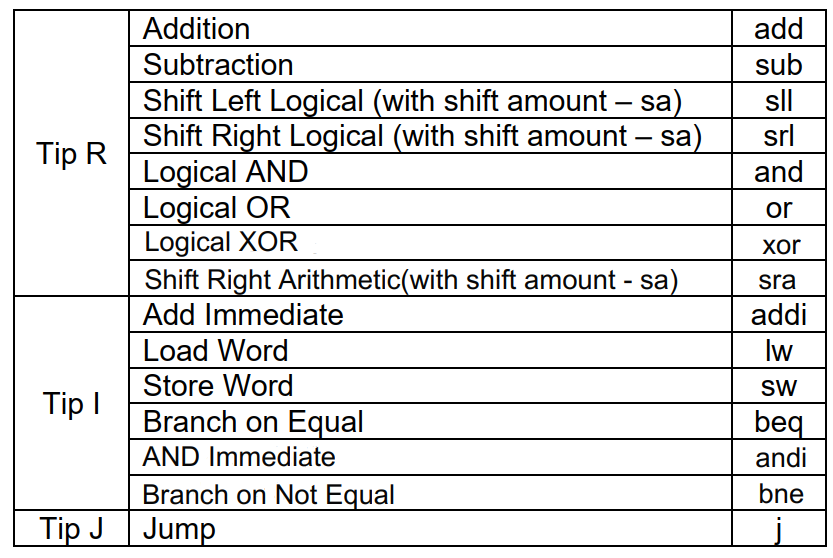 Tip R
Addition add
Subtraction sub
Shift Left Logical (with shift amount – sa) sll
Shift Right Logical (with shift amount – sa) srl
Logical AND and
Logical OR or
Logical XOR xor
Shift Right Arithmetic(with shift amount - sa) sra
Tip I
Add Immediate addi
Load Word lw
Store Word sw
Branch on Equal beq
AND Immediate andi
Branch on Not Equal bne
Tip J Jump j